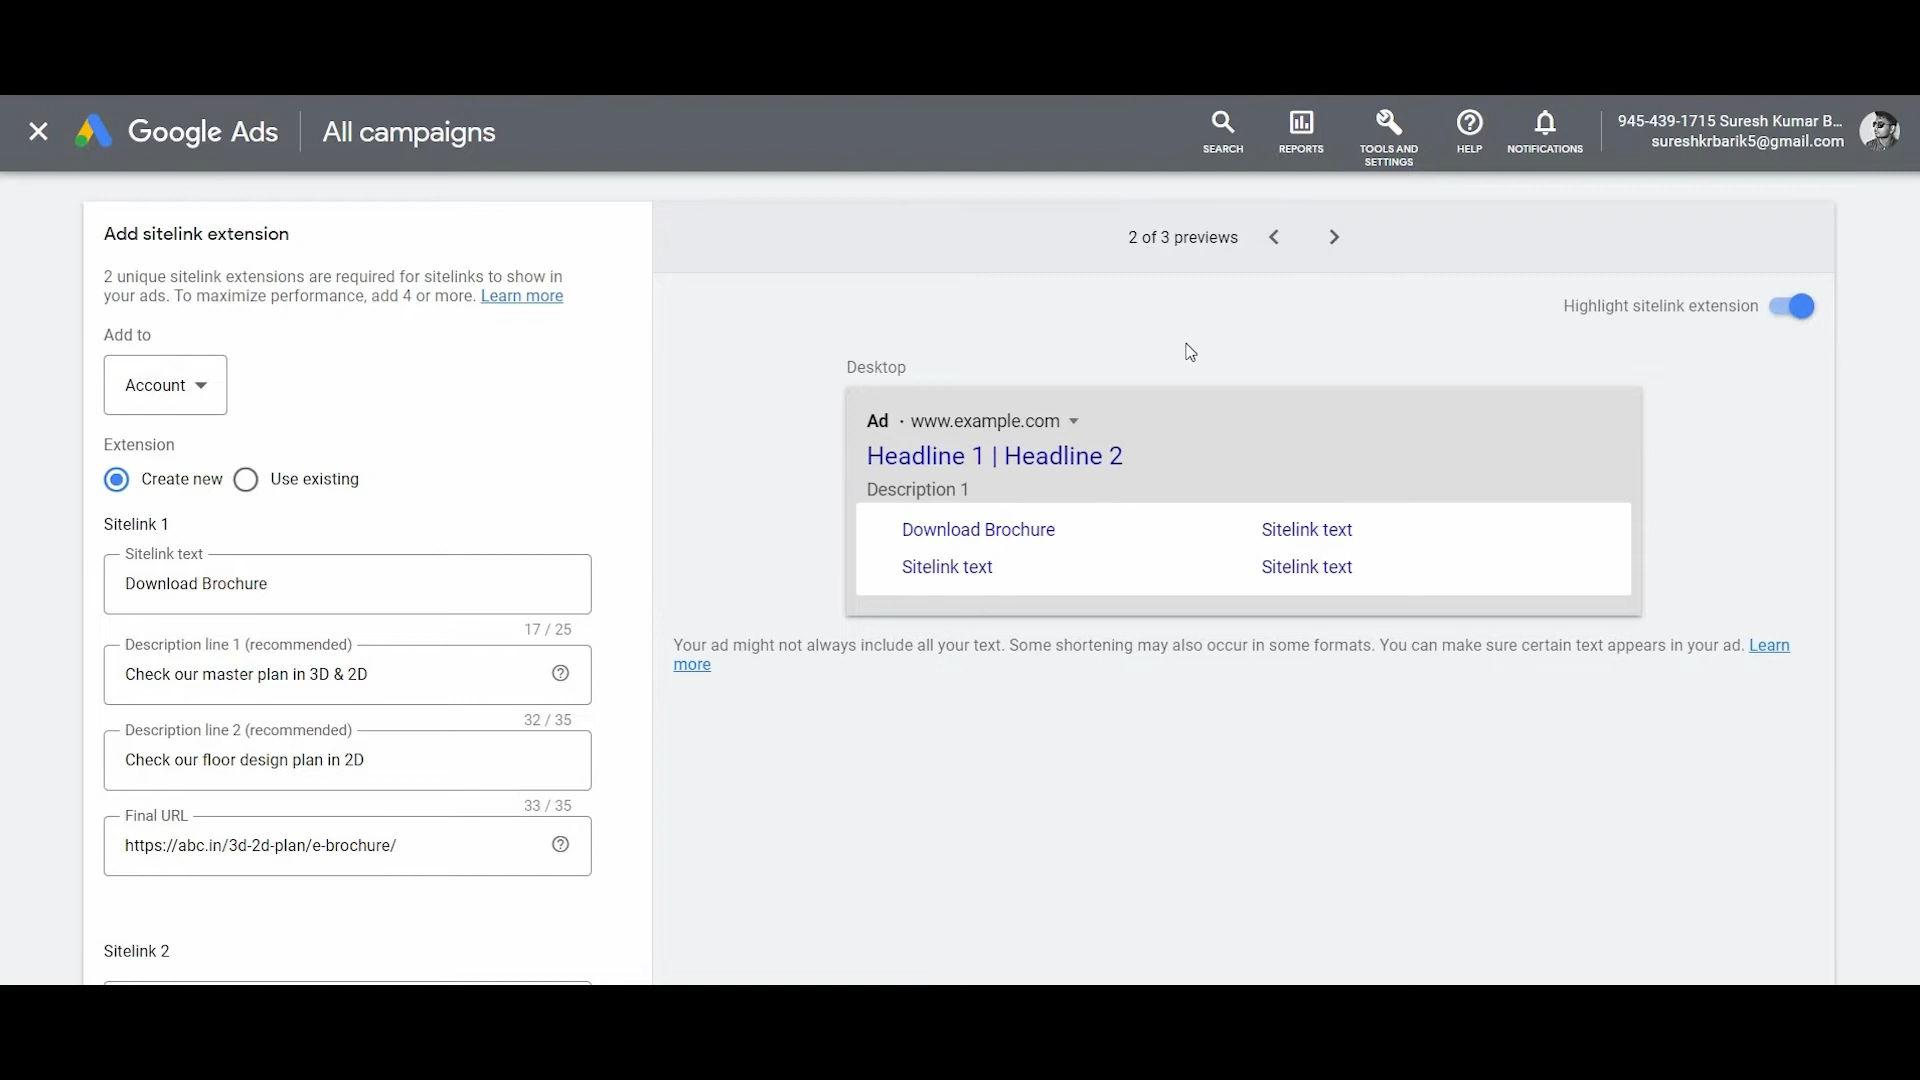 Google Ads
All campaigns
SEARCH
REPORTS
TOOLS AND
SETTINGS
HELP
NOTIFICATIONS
945-439-1715 Suresh Kumar B...
sureshkrbarik5@gmail.com
Add sitelink extension
2 unique sitelink extensions are required for sitelinks to show in
your ads. To maximize performance, add 4 or more. Learn more
Add to
Account
Extension
Create new
Use existing
Sitelink 1
Sitelink text
Download Brochure
17 / 25
Description line 1 (recommended)
Check our master plan in 3D & 2D
32 / 35
Description line 2 (recommended)
Check our floor design plan in 2D
33 / 35
Final URL
https://abc.in/3d-2d-plan/e-brochure/
Sitelink 2
2 of 3 previews
Highlight sitelink extension
Desktop
Ad · www.example.com
Headline 1 | Headline 2
Description 1
Download Brochure
Sitelink text
Sitelink text
Sitelink text
Your ad might not always include all your text. Some shortening may also occur in some formats. You can make sure certain text appears in your ad. Learn
more